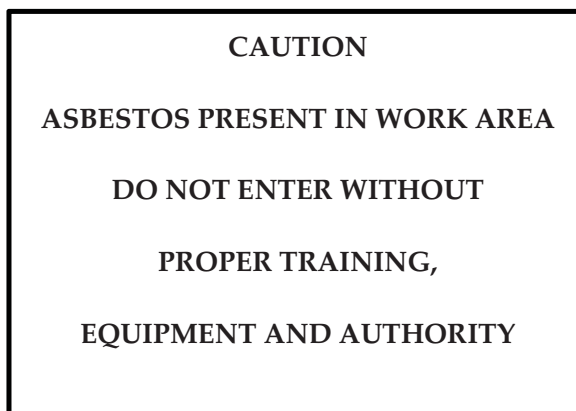 CAUTION
ASBESTOS PRESENT IN WORK AREA
DO NOT ENTER WITHOUT
PROPER TRAINING,
EQUIPMENT AND AUTHORITY